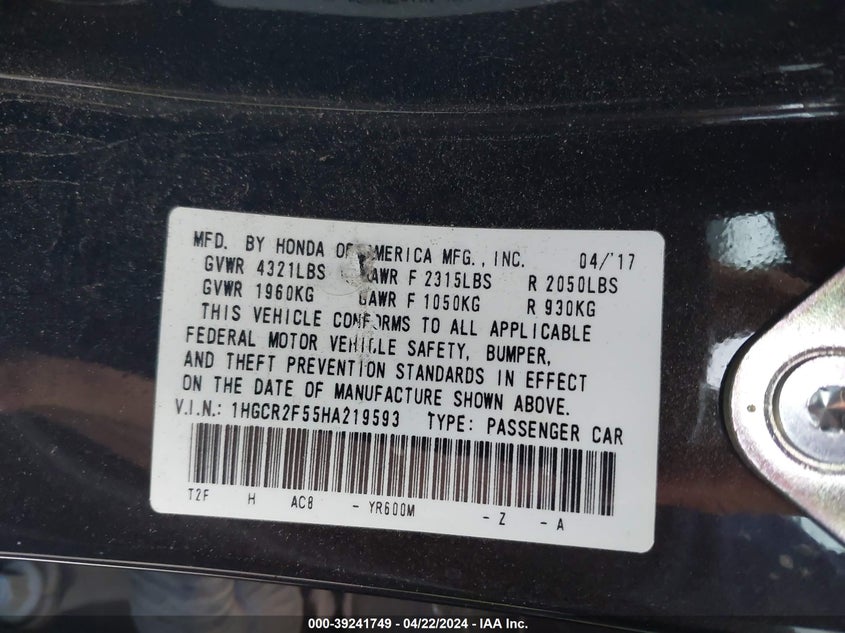 MFD. BY HONDA OF AMERICA MFG., INC. 04/'17
GVWR 4321LBS GAWR F 2315LBS R 2050LBS
GVWR 1960KG GAWR F 1050KG R 930KG
THIS VEHICLE CONFORMS TO ALL APPLICABLE
FEDERAL MOTOR VEHICLE SAFETY, BUMPER,
AND THEFT PREVENTION STANDARDS IN EFFECT
ON THE DATE OF MANUFACTURE SHOWN ABOVE.
V.I.N.: 1HGCR2F55HA219593 TYPE: PASSENGER CAR
T2F H AC8 - YR600M - Z - A
000-39241749 - 04/22/2024 - IAA Inc.